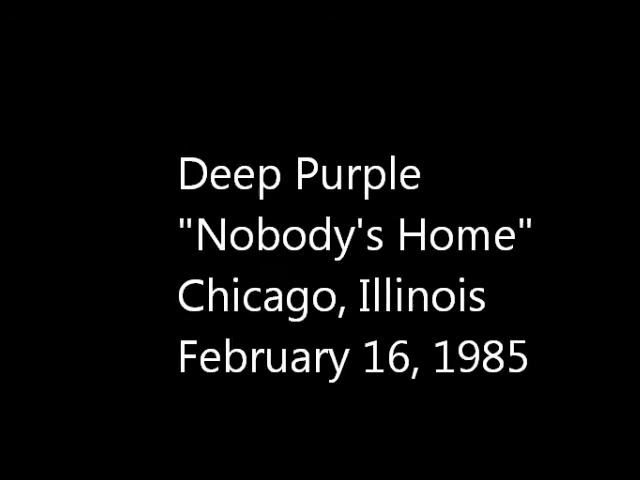 Deep Purple
"Nobody's Home"
Chicago, Illinois
February 16, 1985